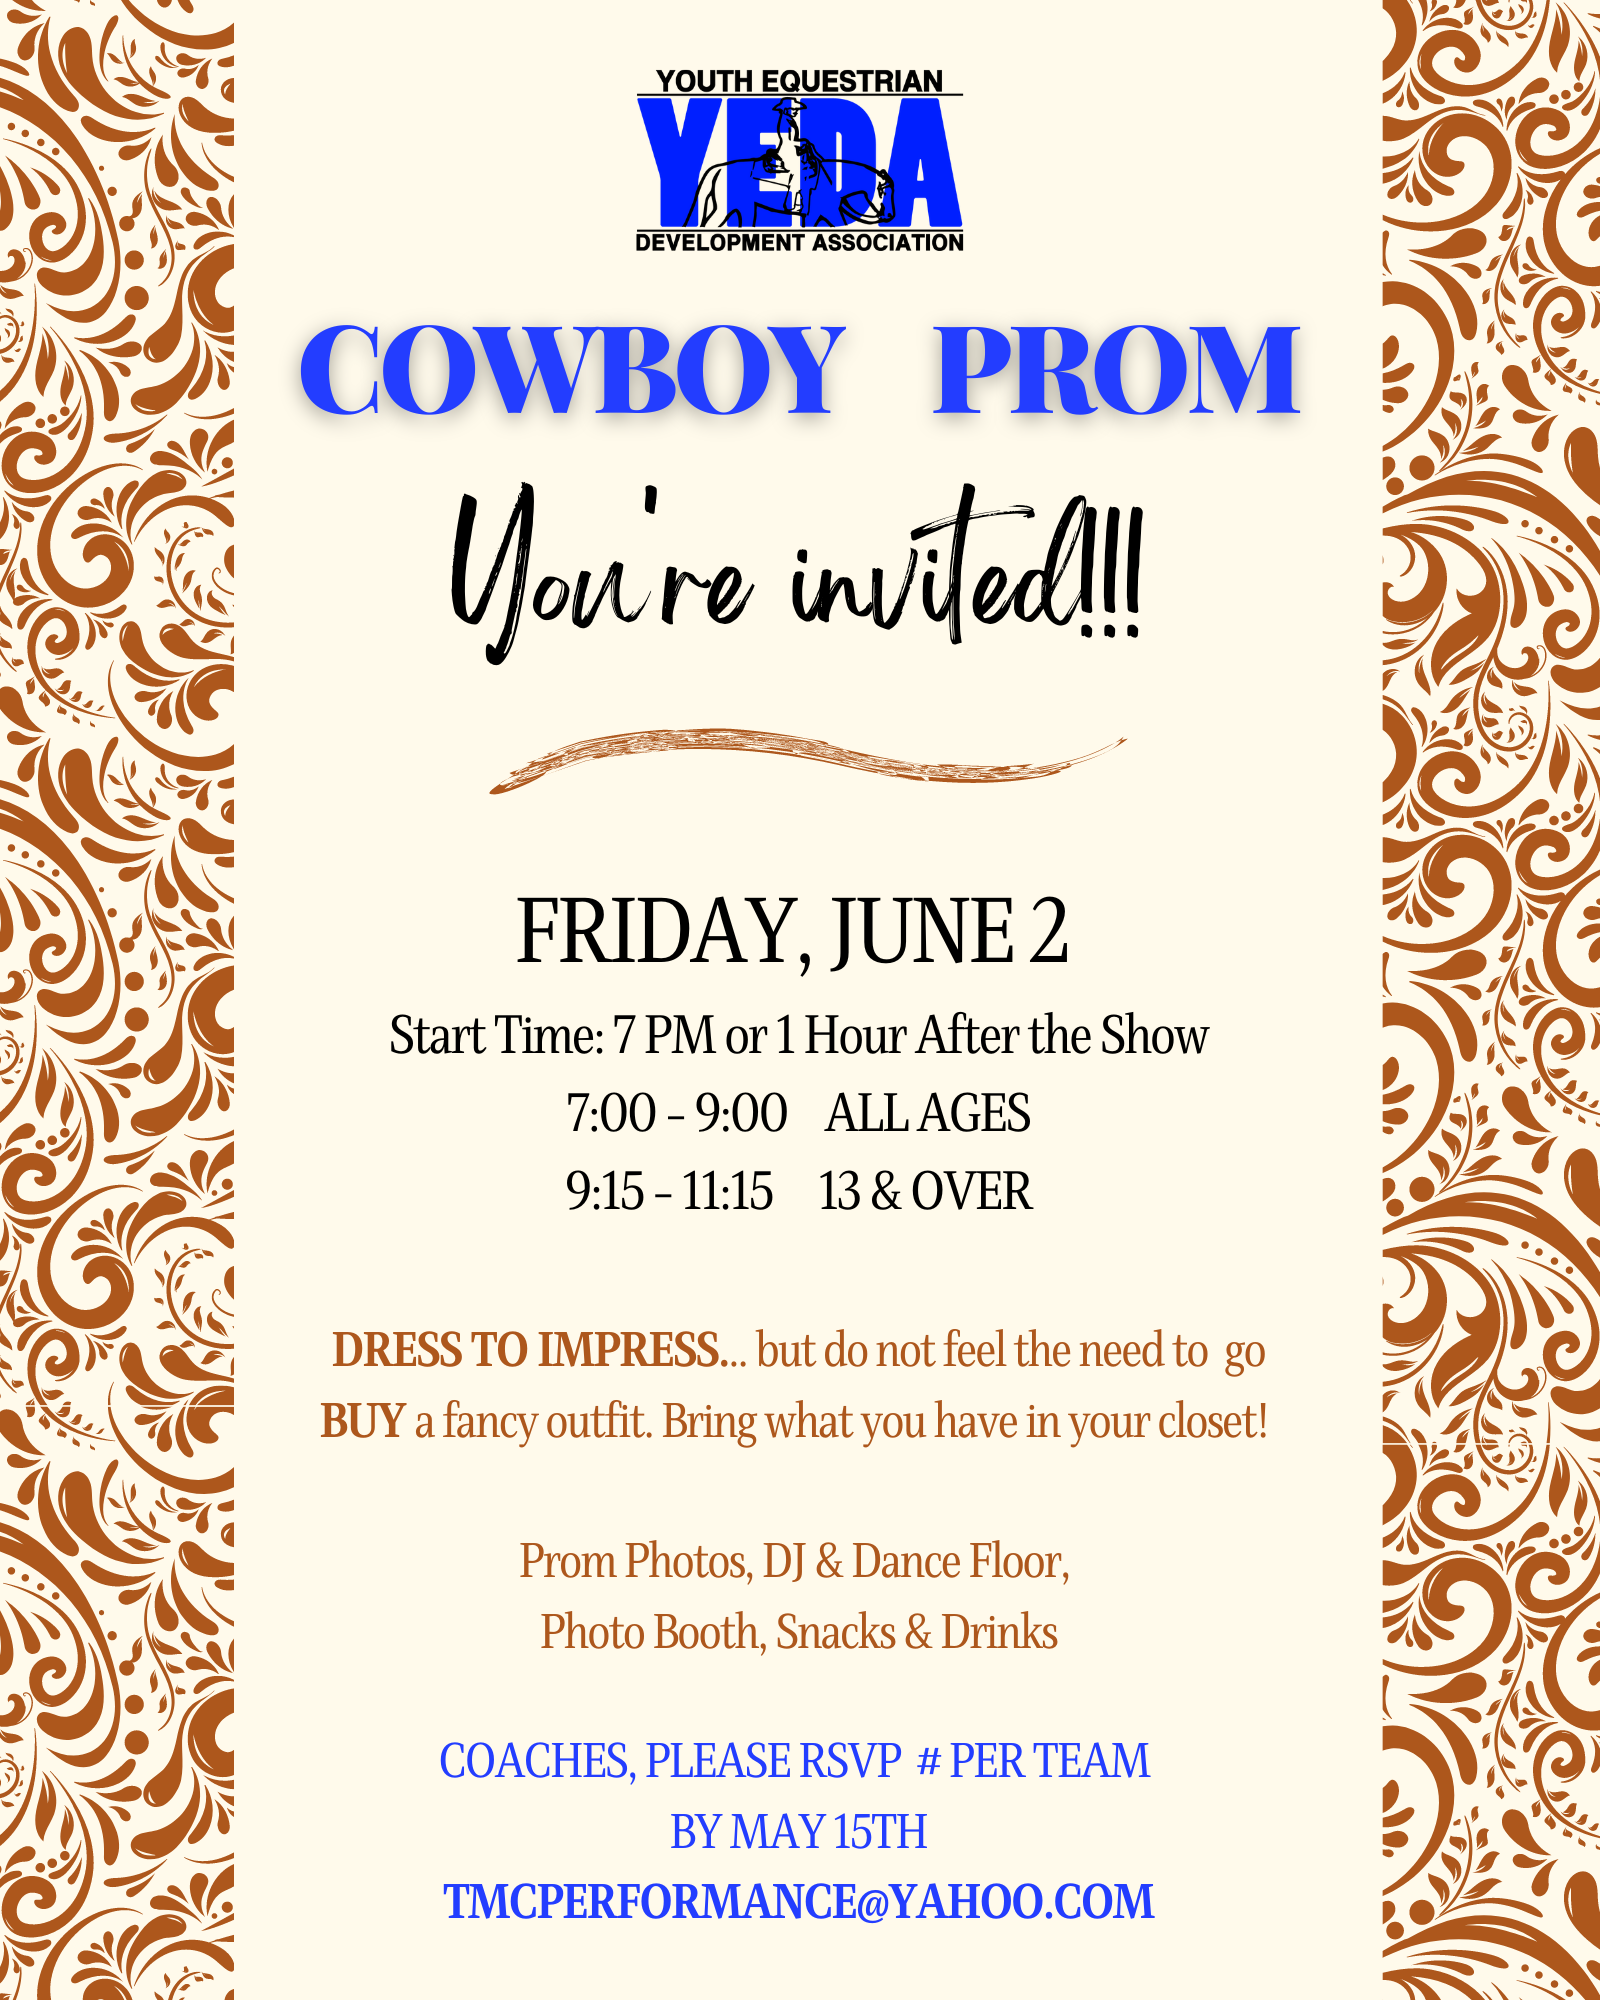 YOUTH EQUESTRIAN
YEDA
DEVELOPMENT ASSOCIATION
COWBOY PROM
You're invited!!!
FRIDAY, JUNE 2
Start Time: 7 PM or 1 Hour After the Show
7:00 - 9:00 ALL AGES
9:15 - 11:15 13 & OVER
DRESS TO IMPRESS... but do not feel the need to go
BUY a fancy outfit. Bring what you have in your closet!
Prom Photos, DJ & Dance Floor,
Photo Booth, Snacks & Drinks
COACHES, PLEASE RSVP # PER TEAM
BY MAY 15TH
TMCPERFORMANCE@YAHOO.COM